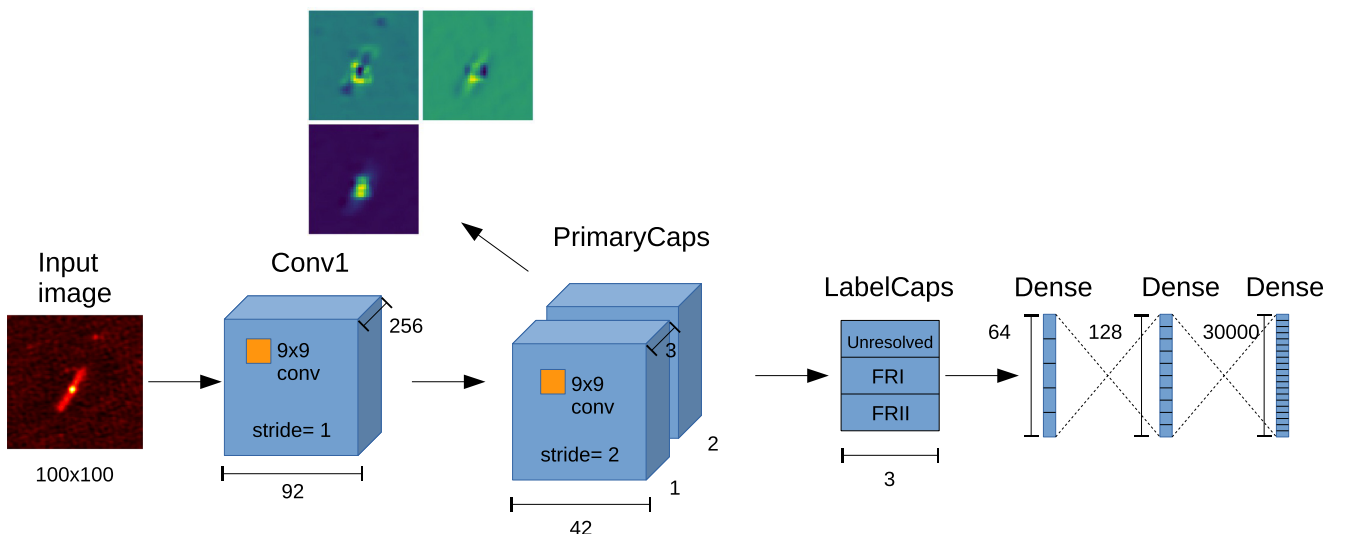 Input
image
100x100
Conv1
256
9x9
conv
stride= 1
92
PrimaryCaps
3
9x9
conv
stride= 2
2
1
42
LabelCaps
Unresolved
FRI
FRII
3
Dense
64
Dense
128
Dense
30000